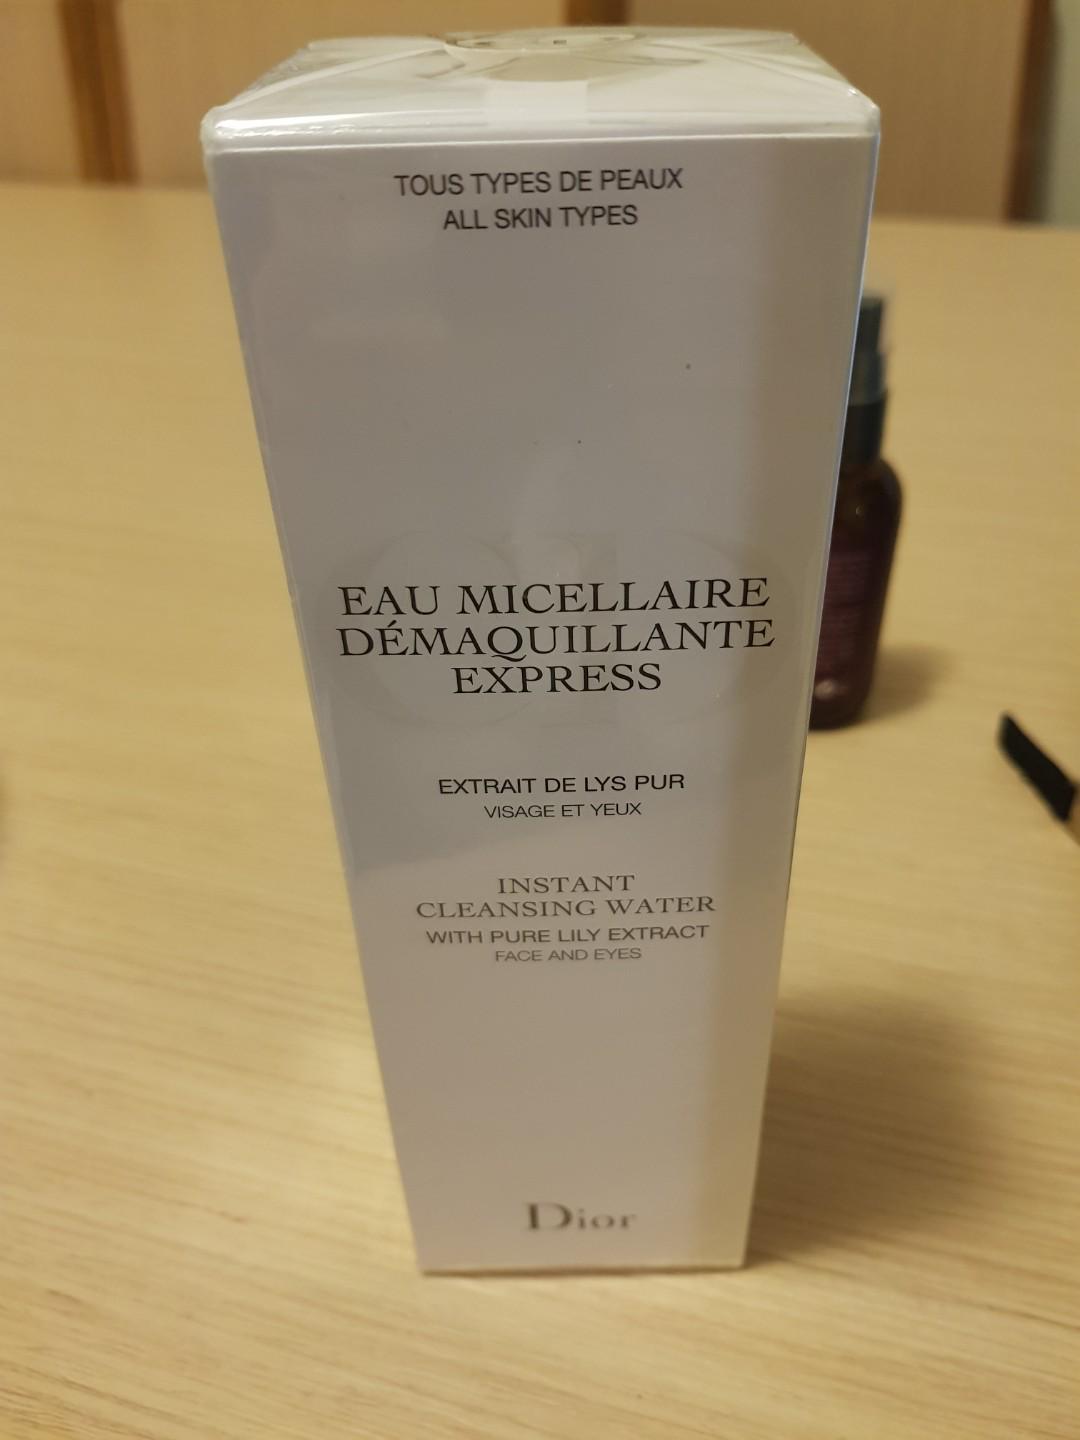 TOUS TYPES DE PEAUX
ALL SKIN TYPES
EAU MICELLAIRE
DÉMAQUILLANTE
EXPRESS
EXTRAIT DE LYS PUR
VISAGE ET YEUX
INSTANT
CLEANSING WATER
WITH PURE LILY EXTRACT
FACE AND EYES
Dior